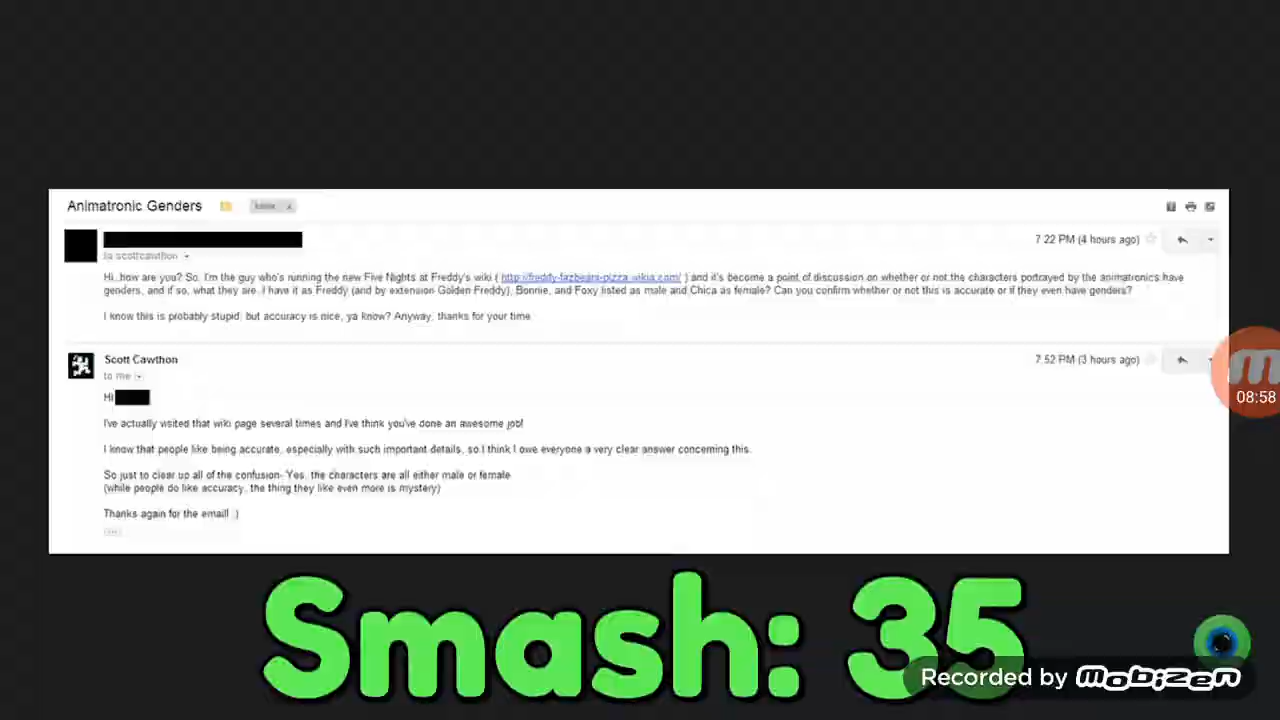 Animatronic Genders
Inbox x
7:22 PM (4 hours ago)
to scottcawthon
Hi..how are you? So, I'm the guy who's running the new Five Nights at Freddy's wiki ( http://freddy-fazbears-pizza.wikia.com/ ) and it's become a point of discussion on whether or not the characters portrayed by the animatronics have
genders, and if so, what they are. I have it as Freddy (and by extension Golden Freddy), Bonnie, and Foxy listed as male and Chica as female? Can you confirm whether or not this is accurate or if they even have genders?
I know this is probably stupid, but accuracy is nice, ya know? Anyway, thanks for your time.
Scott Cawthon
7:52 PM (3 hours ago)
to me
Hi
I've actually visited that wiki page several times and I've think you've done an awesome job!
I know that people like being accurate, especially with such important details, so I think I owe everyone a very clear answer concerning this.
So just to clear up all of the confusion- Yes, the characters are all either male or female
(while people do like accuracy, the thing they like even more is mystery)
Thanks again for the email! :)
08:58
Smash: 35
Recorded by Mobizen